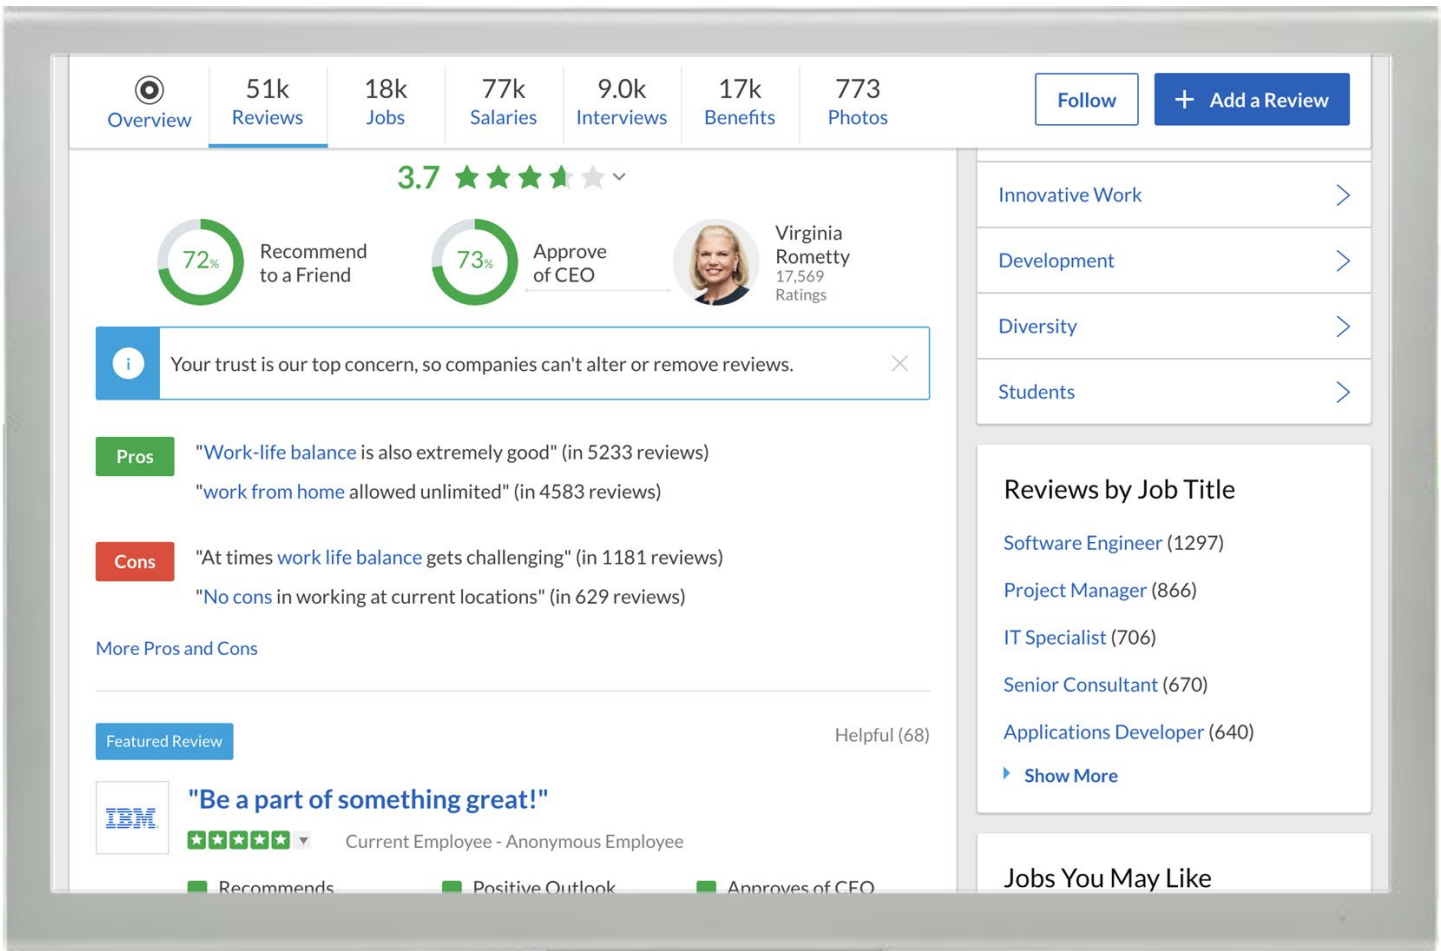 51k
18k
77k
9.0k
17k
773
Overview
Reviews
Jobs
Salaries
Interviews
Benefits
Photos
Follow
+ Add a Review
3.7
72%
Recommend
to a Friend
73%
Approve
of CEO
Virginia
Rometty
17,569
Ratings
i
Your trust is our top concern, so companies can't alter or remove reviews.
Pros
"Work-life balance is also extremely good" (in 5233 reviews)
"work from home allowed unlimited" (in 4583 reviews)
Cons
"At times work life balance gets challenging" (in 1181 reviews)
"No cons in working at current locations" (in 629 reviews)
More Pros and Cons
Featured Review
Helpful (68)
IBM
"Be a part of something great!"
Current Employee - Anonymous Employee
Recommends
Positive Outlook
Approves of CEO
Innovative Work
Development
Diversity
Students
Reviews by Job Title
Software Engineer (1297)
Project Manager (866)
IT Specialist (706)
Senior Consultant (670)
Applications Developer (640)
Show More
Jobs You May Like